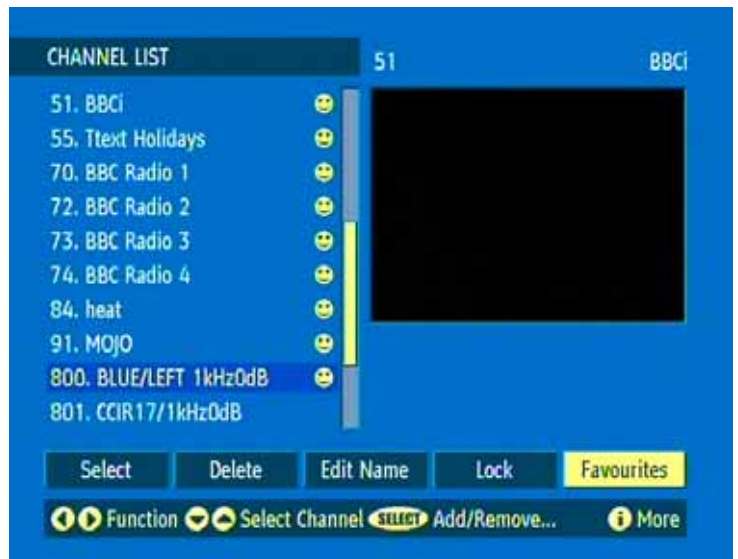 CHANNEL LIST
51 BBCi
51. BBCi
55. Ttext Holidays
70. BBC Radio 1
72. BBC Radio 2
73. BBC Radio 3
74. BBC Radio 4
84. heat
91. MOJO
800. BLUE/LEFT 1kHz0dB
801. CCIR17/1kHz0dB
Select Delete Edit Name Lock Favourites
Function Select Channel SELECT Add/Remove... i More